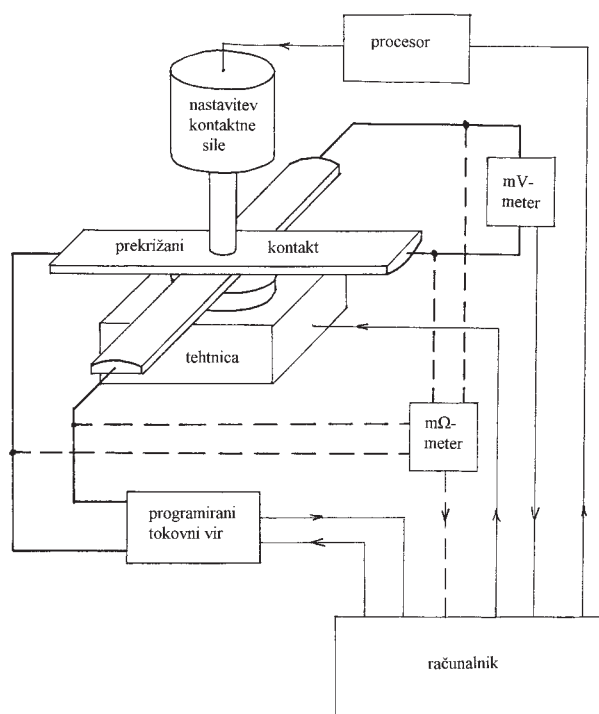 procesor
nastavitev
kontaktne
sile
mV-
meter
prekrižani kontakt
tehtnica
mΩ-
meter
programirani
tokovni vir
računalnik